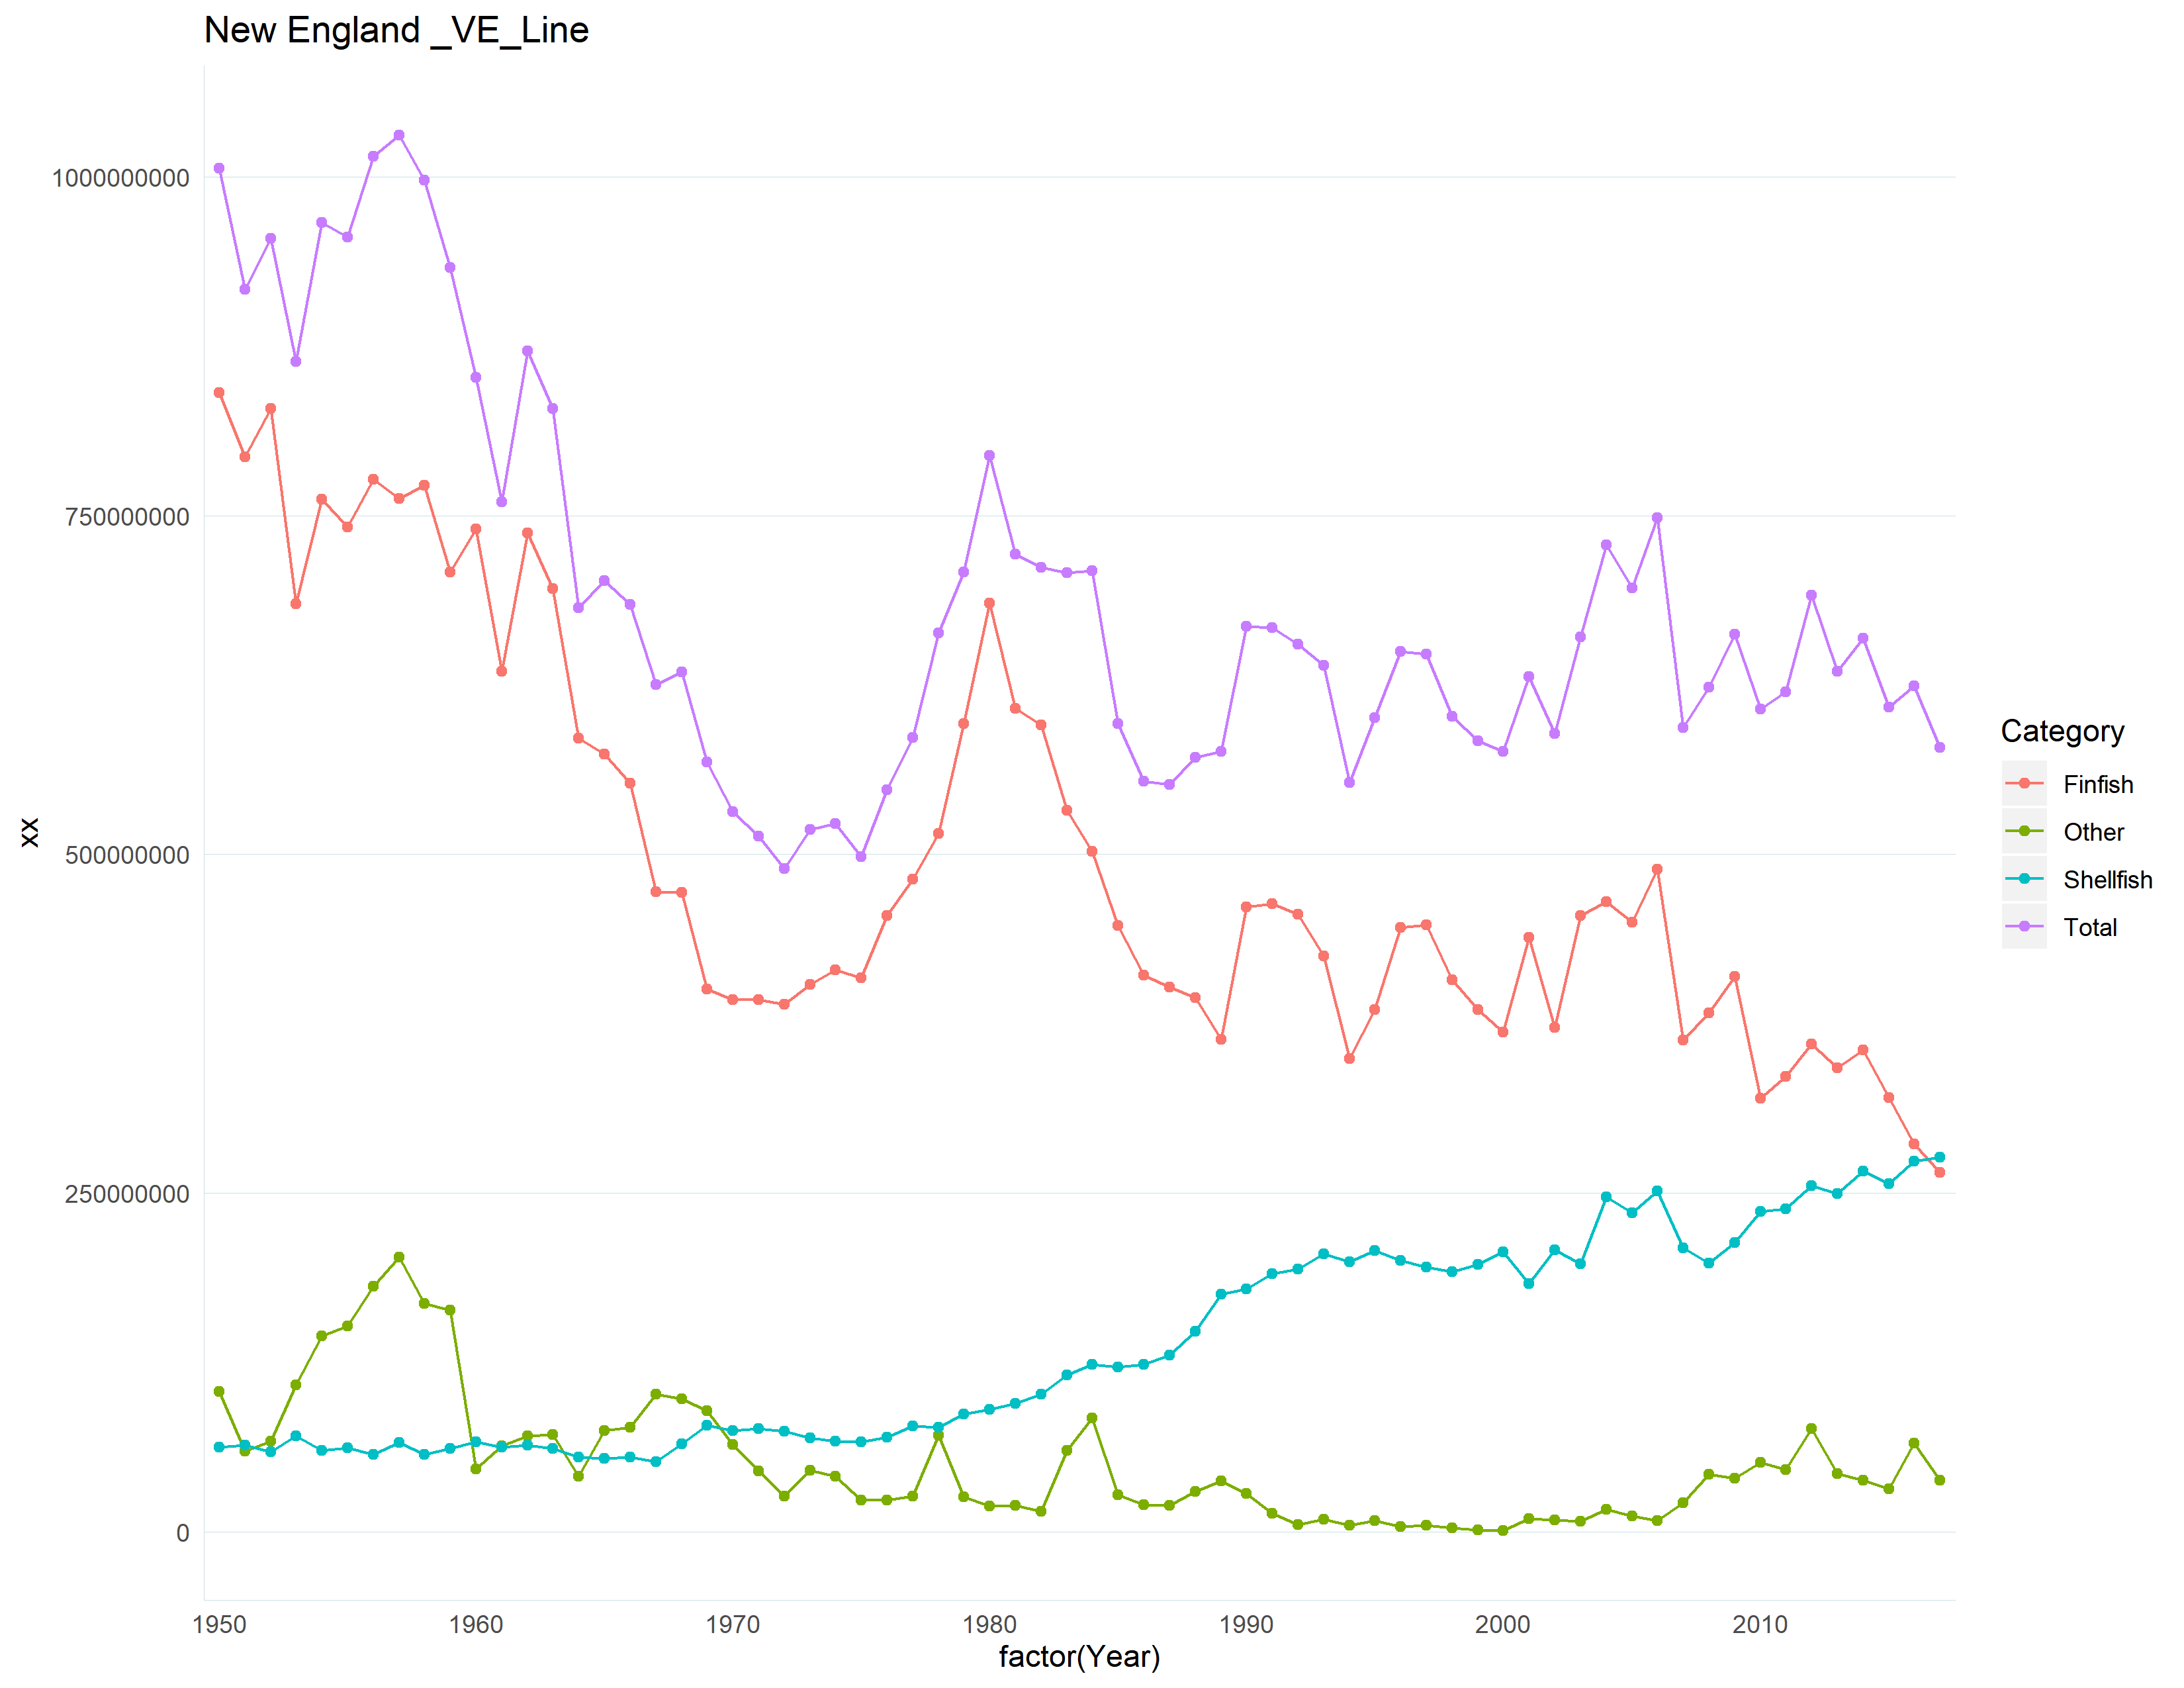 New England _VE_Line
1000000000
750000000
500000000
250000000
0
xx
1950 1960 1970 1980 1990 2000 2010
factor(Year)
Category
Finfish
Other
Shellfish
Total